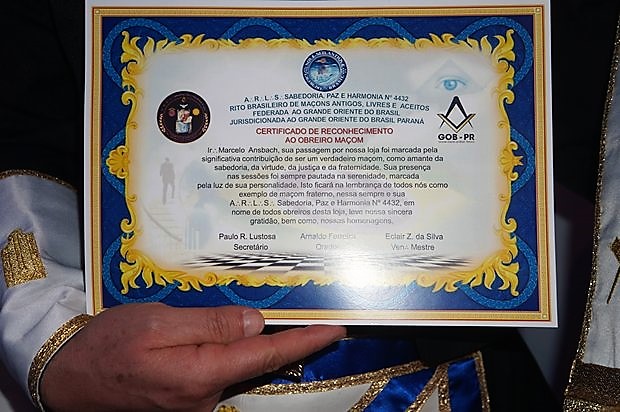 A∴R∴L∴S∴ SABEDORIA, PAZ E HARMONIA Nº 4432
RITO BRASILEIRO DE MAÇONS ANTIGOS, LIVRES E ACEITOS
FEDERADA AO GRANDE ORIENTE DO BRASIL
JURISDICIONADA AO GRANDE ORIENTE DO BRASIL PARANÁ
GOB - PR
CERTIFICADO DE RECONHECIMENTO
AO OBREIRO MAÇOM
Ir∴ Marcelo Ansbach, sua passagem por nossa loja foi marcada pela
significativa contribuição de ser um verdadeiro maçom, como amante da
sabedoria, da virtude, da justiça e da fraternidade. Sua presença
nas sessões foi sempre pautada na serenidade, marcada
pela luz de sua personalidade. Isto ficará na lembrança de todos nós como
exemplo de maçom fraterno, nessa sempre e sua
A∴R∴L∴S∴ Sabedoria, Paz e Harmonia Nº 4432, em
nome de todos obreiros desta loja, leve nossa sincera
gratidão, bem como, nossas homenagens.
Paulo R. Lustosa Arnaldo Eclair Z. da Silva
Secretário Orador Ven∴ Mestre